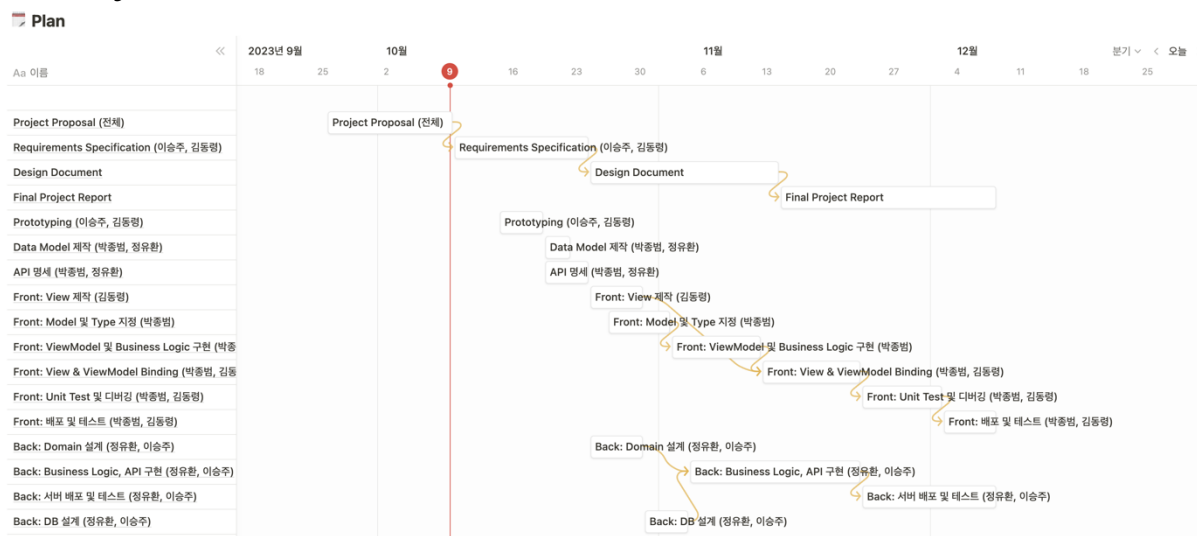 Plan
2023년 9월 10월 11월 12월 분기 오늘
Aa 이름 18 25 2 9 16 23 30 6 13 20 27 4 11 18 25
Project Proposal (전체) Project Proposal (전체)
Requirements Specification (이승주, 김동령) Requirements Specification (이승주, 김동령)
Design Document Design Document
Final Project Report Final Project Report
Prototyping (이승주, 김동령) Prototyping (이승주, 김동령)
Data Model 제작 (박종범, 정유환) Data Model 제작 (박종범, 정유환)
API 명세 (박종범, 정유환) API 명세 (박종범, 정유환)
Front: View 제작 (김동령) Front: View 제작 (김동령)
Front: Model 및 Type 지정 (박종범) Front: Model 및 Type 지정 (박종범)
Front: ViewModel 및 Business Logic 구현 (박종 Front: ViewModel 및 Business Logic 구현 (박종범)
Front: View & ViewModel Binding (박종범, 김동 Front: View & ViewModel Binding (박종범, 김동령)
Front: Unit Test 및 디버깅 (박종범, 김동령) Front: Unit Test 및 디버깅 (박종범, 김동령)
Front: 배포 및 테스트 (박종범, 김동령) Front: 배포 및 테스트 (박종범, 김동령)
Back: Domain 설계 (정유환, 이승주) Back: Domain 설계 (정유환, 이승주)
Back: Business Logic, API 구현 (정유환, 이승주) Back: Business Logic, API 구현 (정유환, 이승주)
Back: 서버 배포 및 테스트 (정유환, 이승주) Back: 서버 배포 및 테스트 (정유환, 이승주)
Back: DB 설계 (정유환, 이승주) Back: DB 설계 (정유환, 이승주)